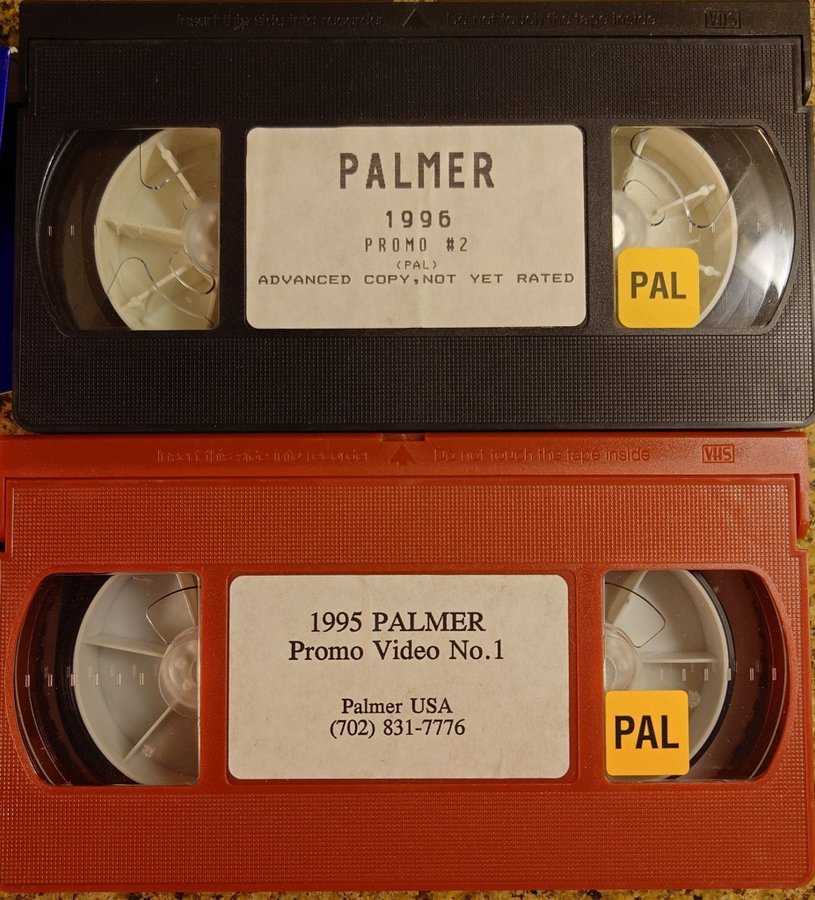 Insert this side into recorder Do not touch the tape inside VHS
PALMER
1996
PROMO #2
(PAL)
ADVANCED COPY,NOT YET RATED
PAL
Insert this side into recorder Do not touch the tape inside VHS
1995 PALMER
Promo Video No.1
Palmer USA
(702) 831-7776
PAL